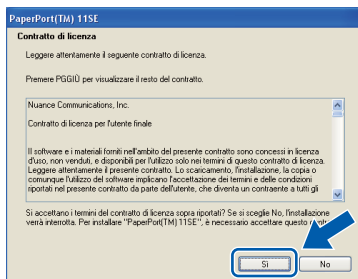 PaperPort(TM) 11SE
Contratto di licenza
Leggere attentamente il seguente contratto di licenza.
Premere PGGIÙ per visualizzare il resto del contratto.
Nuance Communications, Inc.
Contratto di licenza per l'utente finale
Il software e i materiali forniti nell'ambito del presente contratto sono concessi in licenza
d'uso, non venduti, e disponibili per l'utilizzo solo nei termini di questo contratto di licenza.
Leggere attentamente il presente contratto. Lo scaricamento, l'installazione, la copia o
comunque l'utilizzo del software implicano l'accettazione dei termini e delle condizioni
riportati nel presente contratto da parte dell'utente, che diventa un contraente a tutti gli
Si accettano i termini del contratto di licenza sopra riportati? Se si sceglie No, l'installazione
verrà interrotta. Per installare "PaperPort(TM) 11SE", è necessario accettare questo
Sì
No